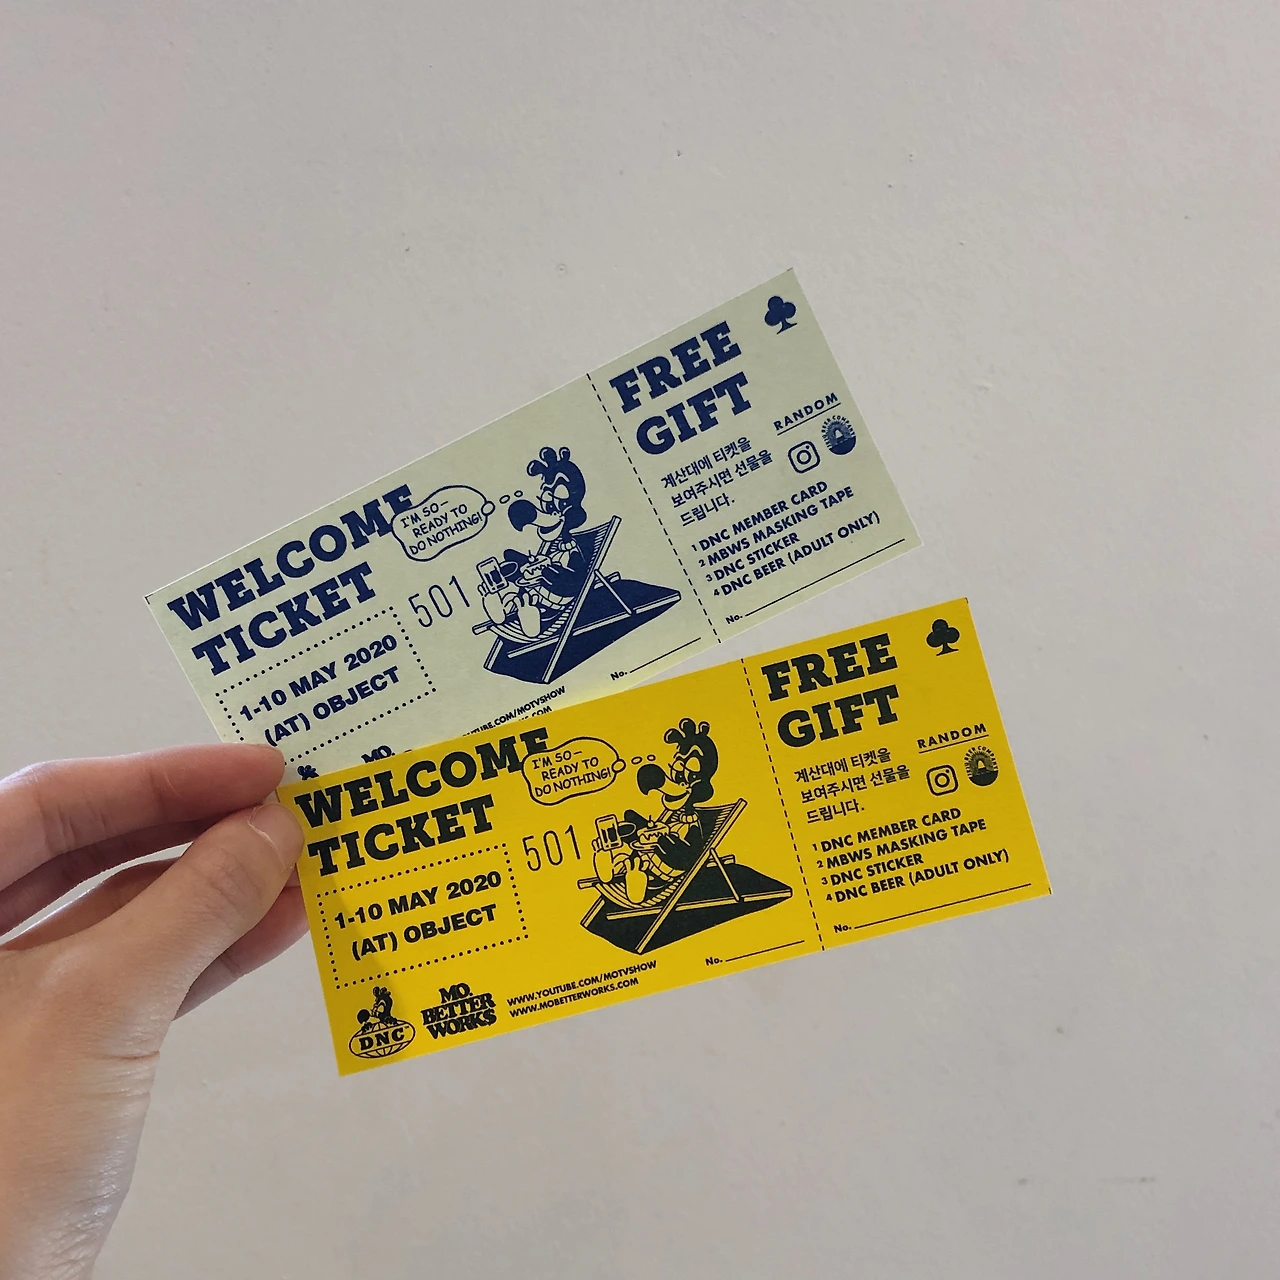 WELCOME
TICKET
1-10 MAY 2020
(AT) OBJECT
I'M SO—
READY TO
DO NOTHING!
501
MO.
No.
FREE
GIFT
계산대에 티켓을
보여주시면 선물을
드립니다.
RANDOM
1 DNC MEMBER CARD
2 MBWS MASKING TAPE
3 DNC STICKER
4 DNC BEER (ADULT ONLY)
No.
WELCOME
TICKET
1-10 MAY 2020
(AT) OBJECT
I'M SO—
READY TO
DO NOTHING!
501
DNC
MO.
BETTER
WORKS
WWW.YOUTUBE.COM/MOTVSHOW
WWW.MOBETTERWORKS.COM
No.
FREE
GIFT
계산대에 티켓을
보여주시면 선물을
드립니다.
RANDOM
1 DNC MEMBER CARD
2 MBWS MASKING TAPE
3 DNC STICKER
4 DNC BEER (ADULT ONLY)
No.